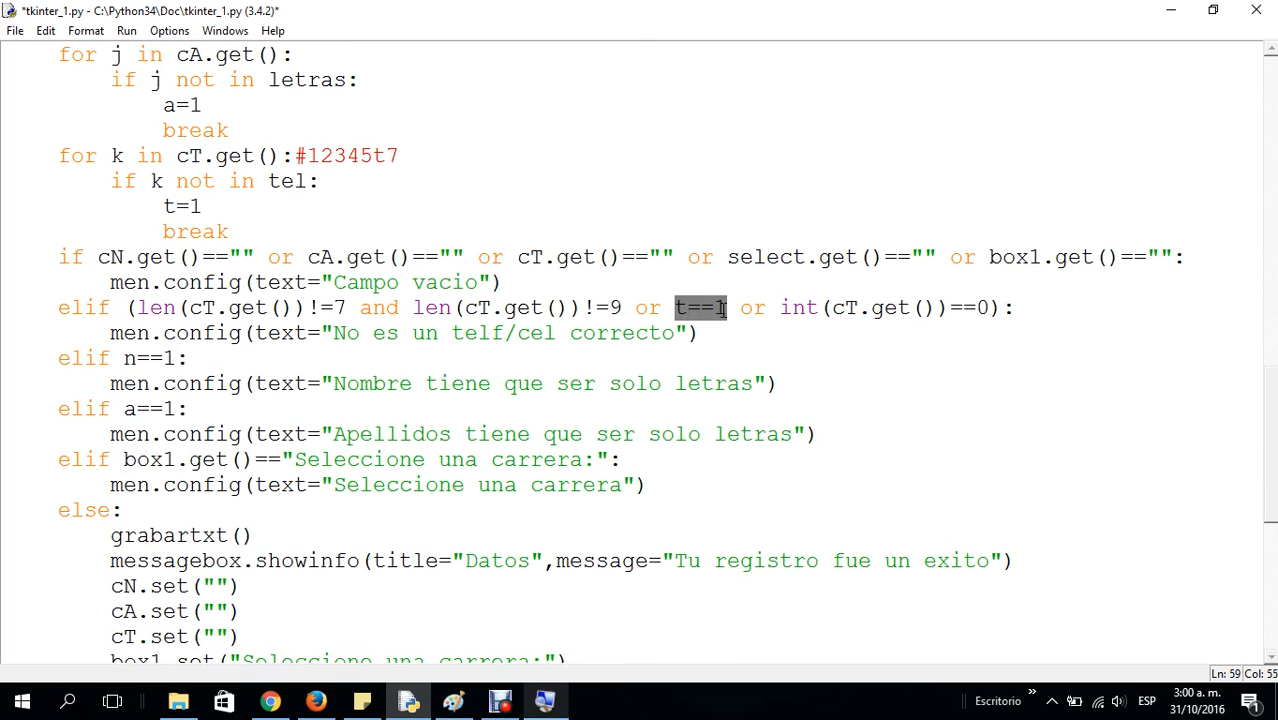 *tkinter_1.py - C:\Python34\Doc\tkinter_1.py (3.4.2)*
File Edit Format Run Options Windows Help
for j in cA.get():
if j not in letras:
a=1
break
for k in cT.get():#12345t7
if k not in tel:
t=1
break
if cN.get()=="" or cA.get()=="" or cT.get()=="" or select.get()=="" or box1.get()=="":
men.config(text="Campo vacio")
elif (len(cT.get())!=7 and len(cT.get())!=9 or t==1 or int(cT.get())==0):
men.config(text="No es un telf/cel correcto")
elif n==1:
men.config(text="Nombre tiene que ser solo letras")
elif a==1:
men.config(text="Apellidos tiene que ser solo letras")
elif box1.get()=="Seleccione una carrera:":
men.config(text="Seleccione una carrera")
else:
grabartxt()
messagebox.showinfo(title="Datos",message="Tu registro fue un exito")
cN.set("")
cA.set("")
cT.set("")
box1.set("Seleccione una carrera:")
Ln: 59 Col: 55
Escritorio ESP 3:00 a. m.
31/10/2016